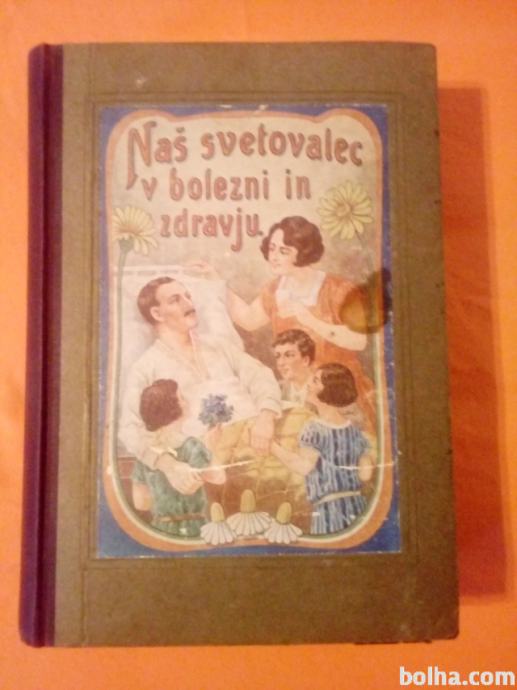 Naš svetovalec
v bolezni in
zdravju.
bolha.com